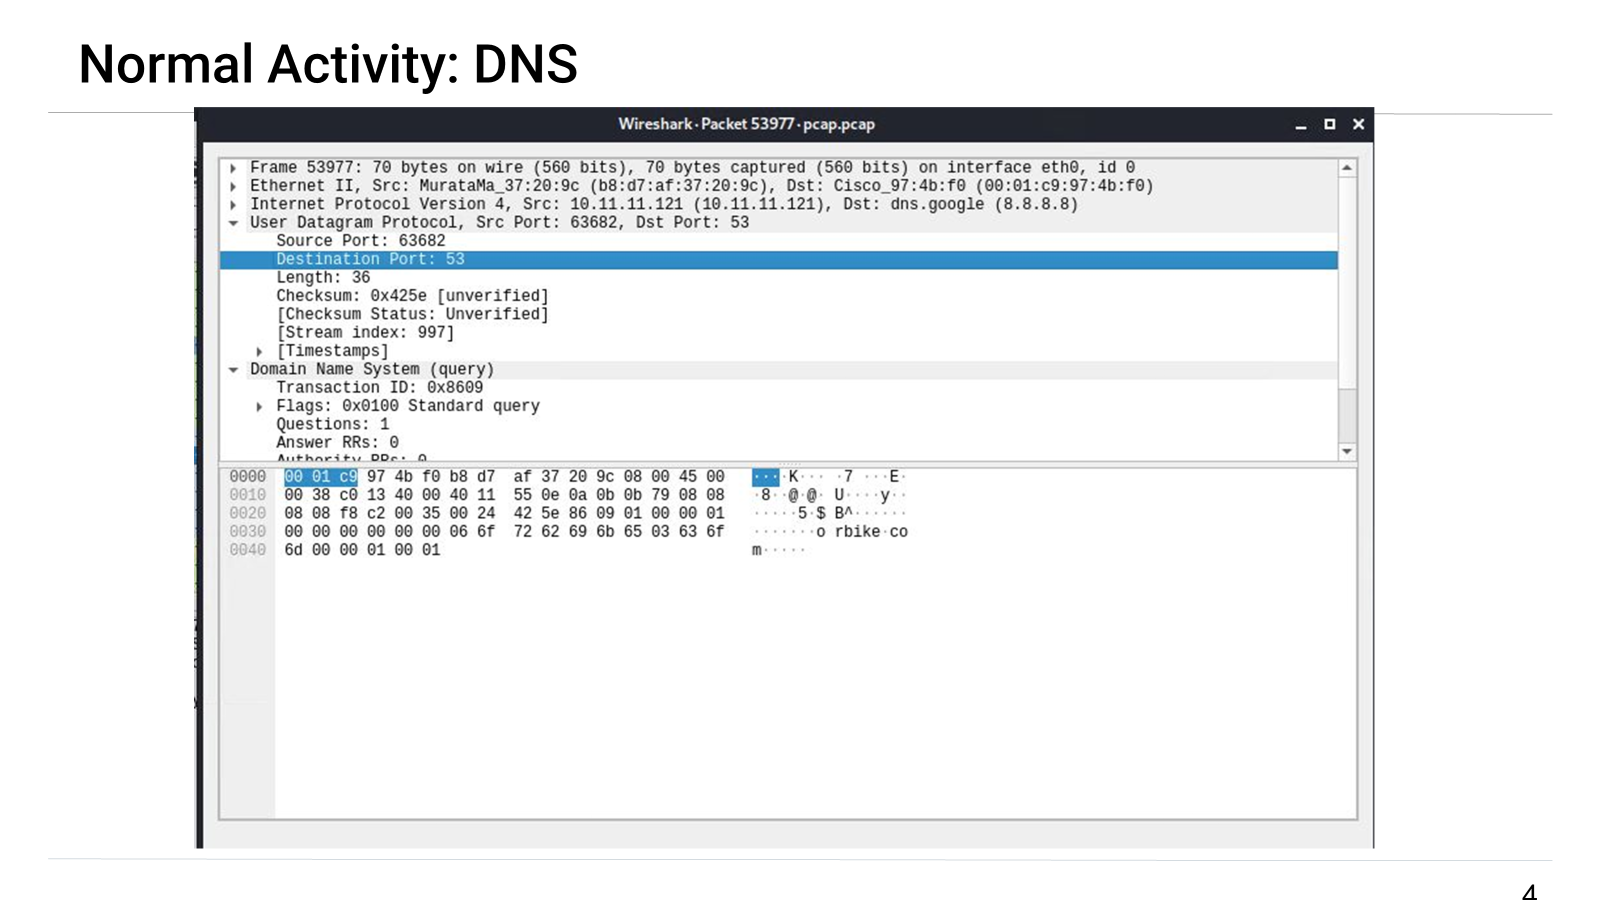 Normal Activity: DNS
Wireshark · Packet 53977 · pcap.pcap
Frame 53977: 70 bytes on wire (560 bits), 70 bytes captured (560 bits) on interface eth0, id 0
Ethernet II, Src: MurataMa_37:20:9c (b8:d7:af:37:20:9c), Dst: Cisco_97:4b:f0 (00:01:c9:97:4b:f0)
Internet Protocol Version 4, Src: 10.11.11.121 (10.11.11.121), Dst: dns.google (8.8.8.8)
User Datagram Protocol, Src Port: 63682, Dst Port: 53
Source Port: 63682
Destination Port: 53
Length: 36
Checksum: 0x425e [unverified]
[Checksum Status: Unverified]
[Stream index: 997]
[Timestamps]
Domain Name System (query)
Transaction ID: 0x8609
Flags: 0x0100 Standard query
Questions: 1
Answer RRs: 0
Authority RRs: 0
0000 00 01 c9 97 4b f0 b8 d7 af 37 20 9c 08 00 45 00 ····K··· ·7 ···E·
0010 00 38 c0 13 40 00 40 11 55 0e 0a 0b 0b 79 08 08 ·8··@·@· U····y··
0020 08 08 f8 c2 00 35 00 24 42 5e 86 09 01 00 00 01 ·····5·$ B^······
0030 00 00 00 00 00 00 06 6f 72 62 69 6b 65 03 63 6f ·······o rbike·co
0040 6d 00 00 01 00 01 m·····
4